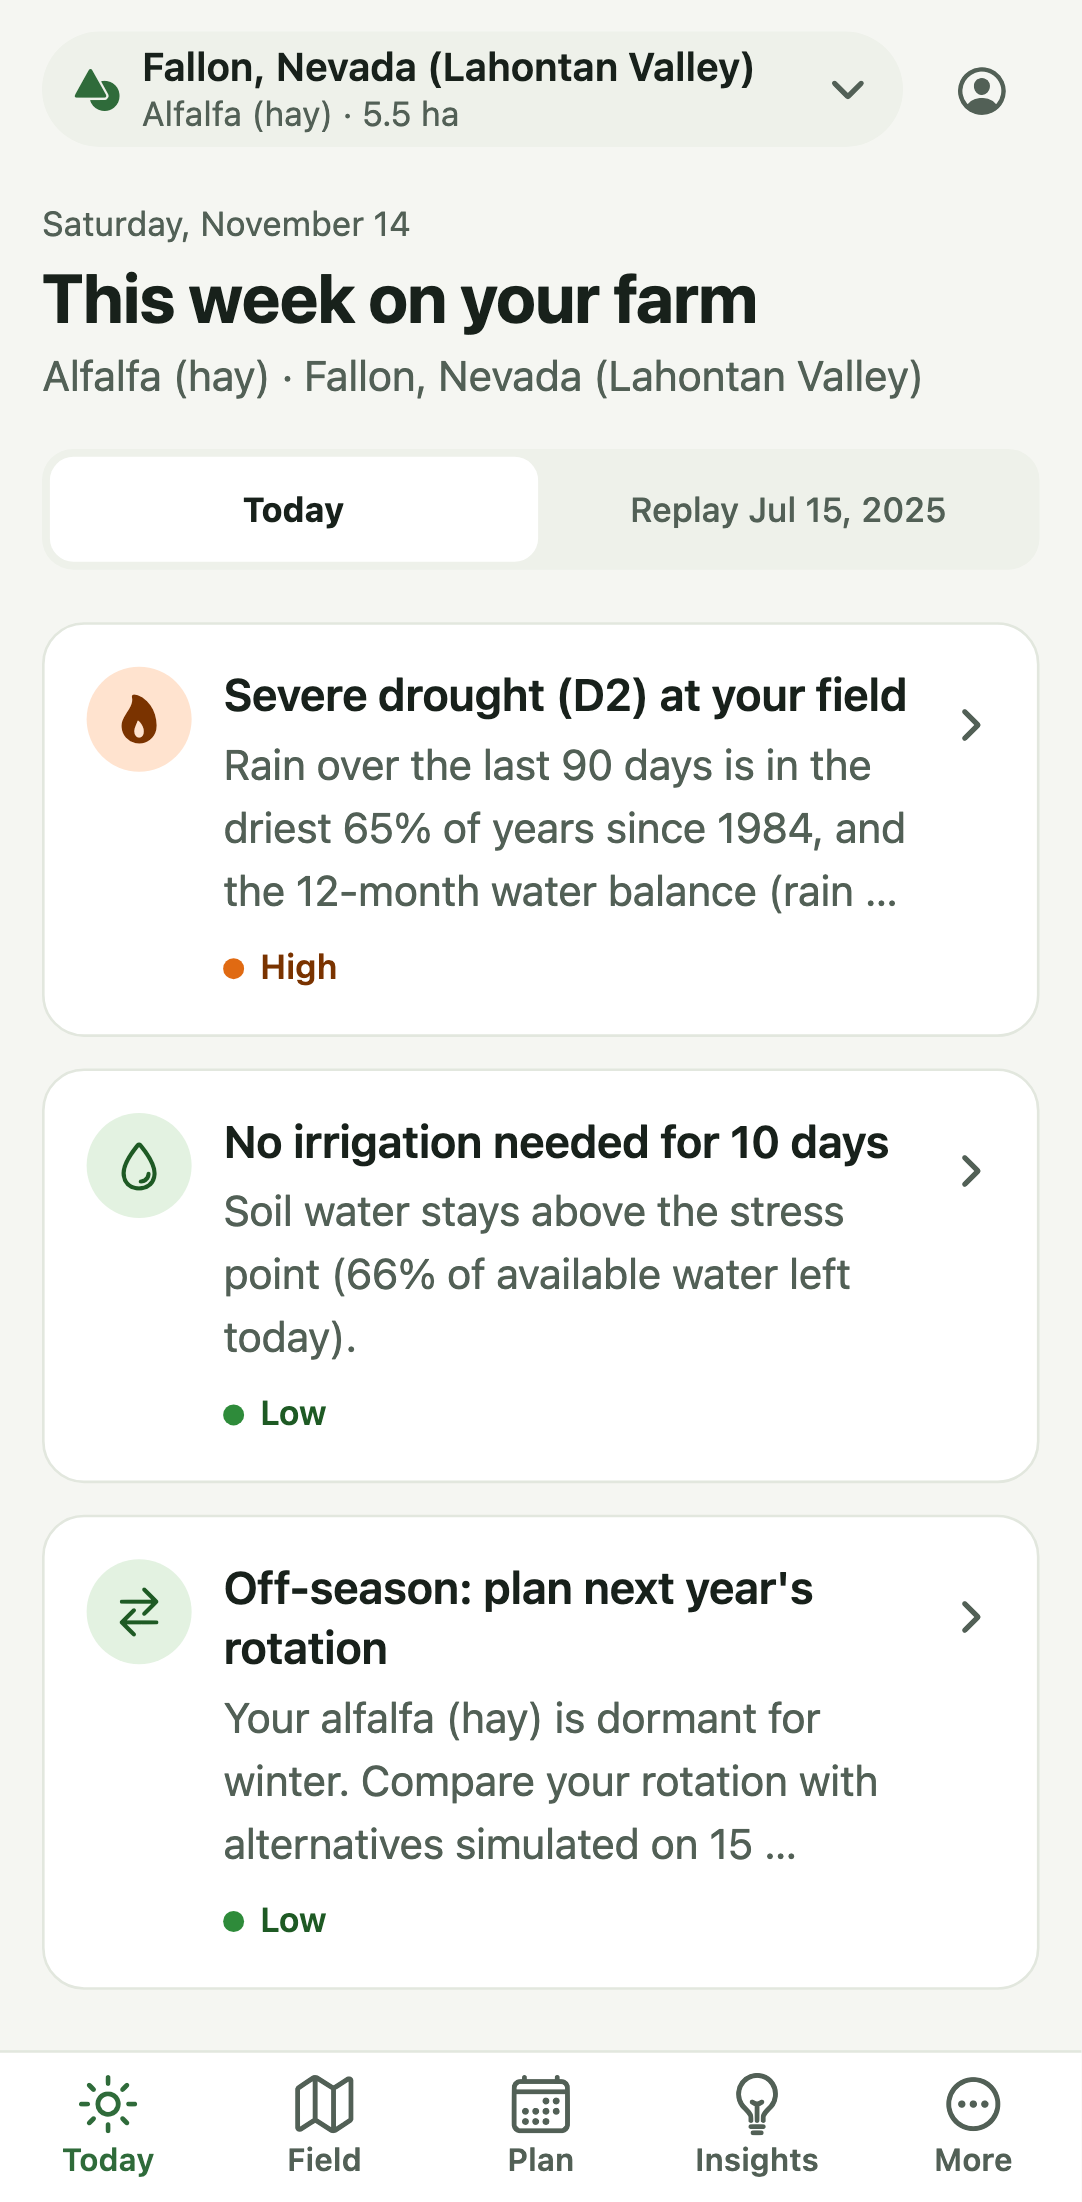 Fallon, Nevada (Lahontan Valley)
Alfalfa (hay) · 5.5 ha
Saturday, November 14
This week on your farm
Alfalfa (hay) · Fallon, Nevada (Lahontan Valley)
Today
Replay Jul 15, 2025
Severe drought (D2) at your field
Rain over the last 90 days is in the
driest 65% of years since 1984, and
the 12-month water balance (rain ...
High
No irrigation needed for 10 days
Soil water stays above the stress
point (66% of available water left
today).
Low
Off-season: plan next year's
rotation
Your alfalfa (hay) is dormant for
winter. Compare your rotation with
alternatives simulated on 15 ...
Low
Today
Field
Plan
Insights
More